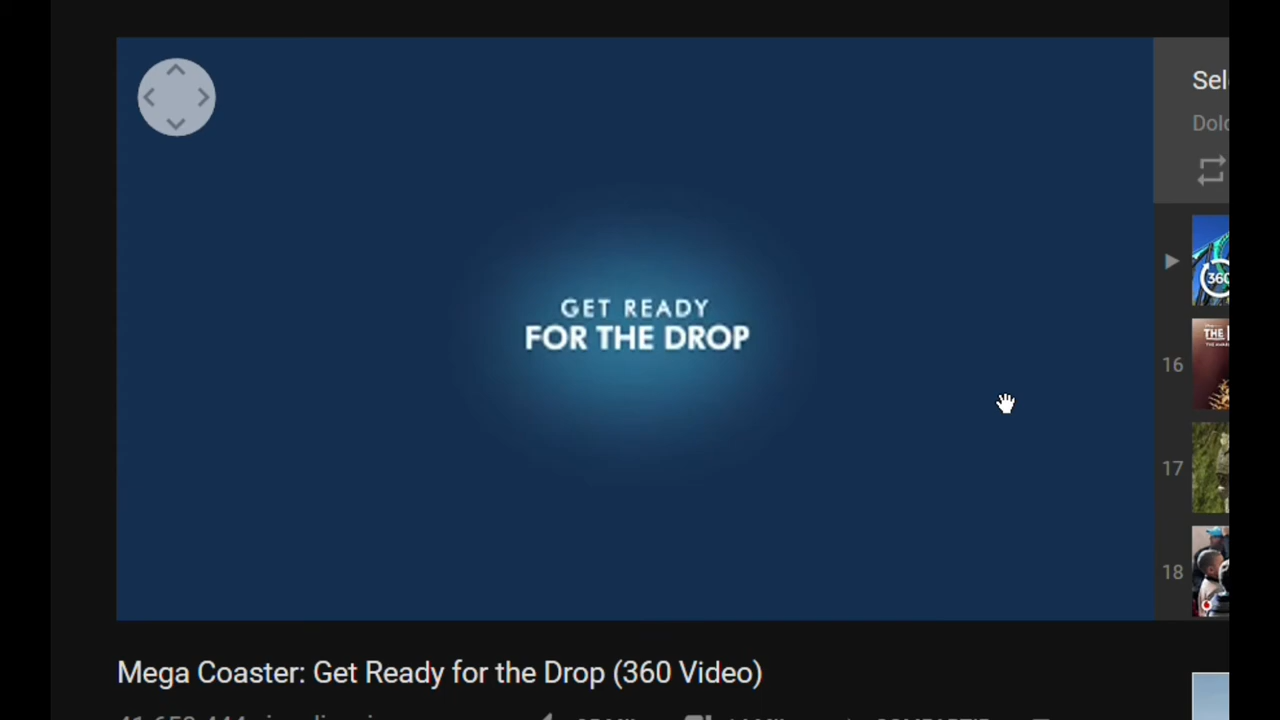 GET READY
FOR THE DROP
Sel
Dolo
360
16
THE
17
18
Mega Coaster: Get Ready for the Drop (360 Video)